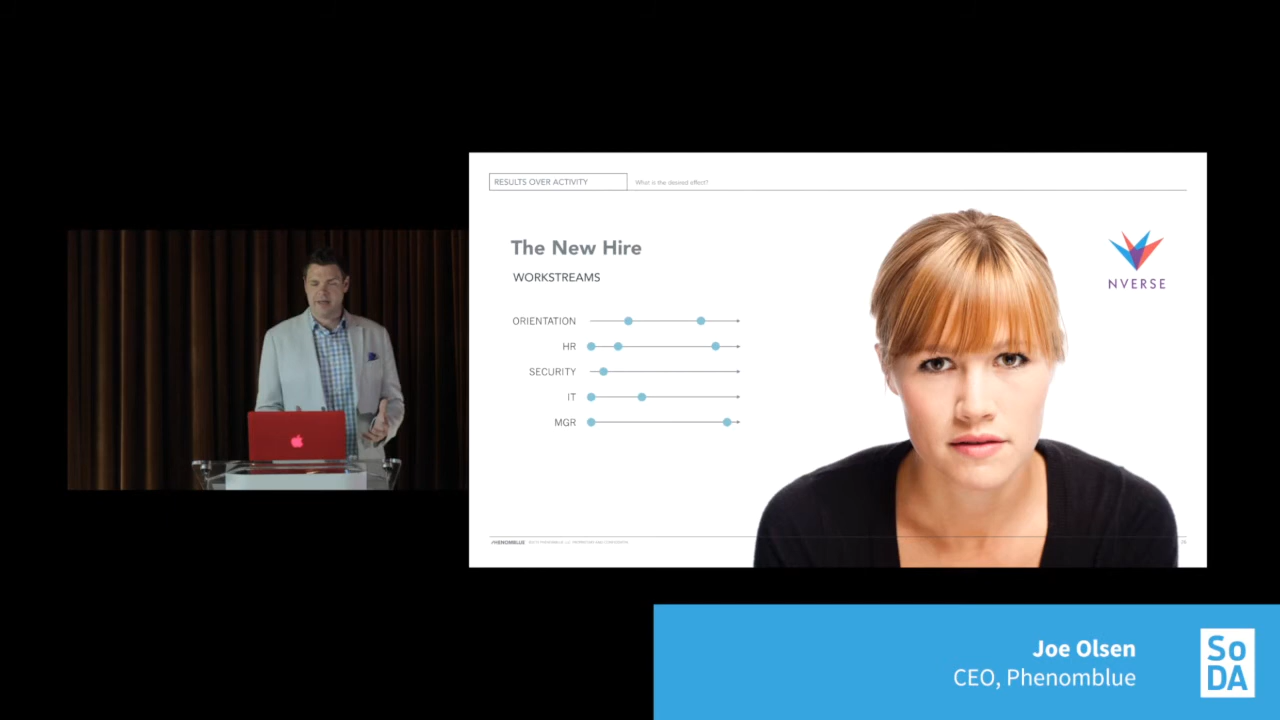 RESULTS OVER ACTIVITY
What is the desired effect?
The New Hire
WORKSTREAMS
ORIENTATION
HR
SECURITY
IT
MGR
NVERSE
PHENOMBLUE
Joe Olsen
CEO, Phenomblue
So
DA